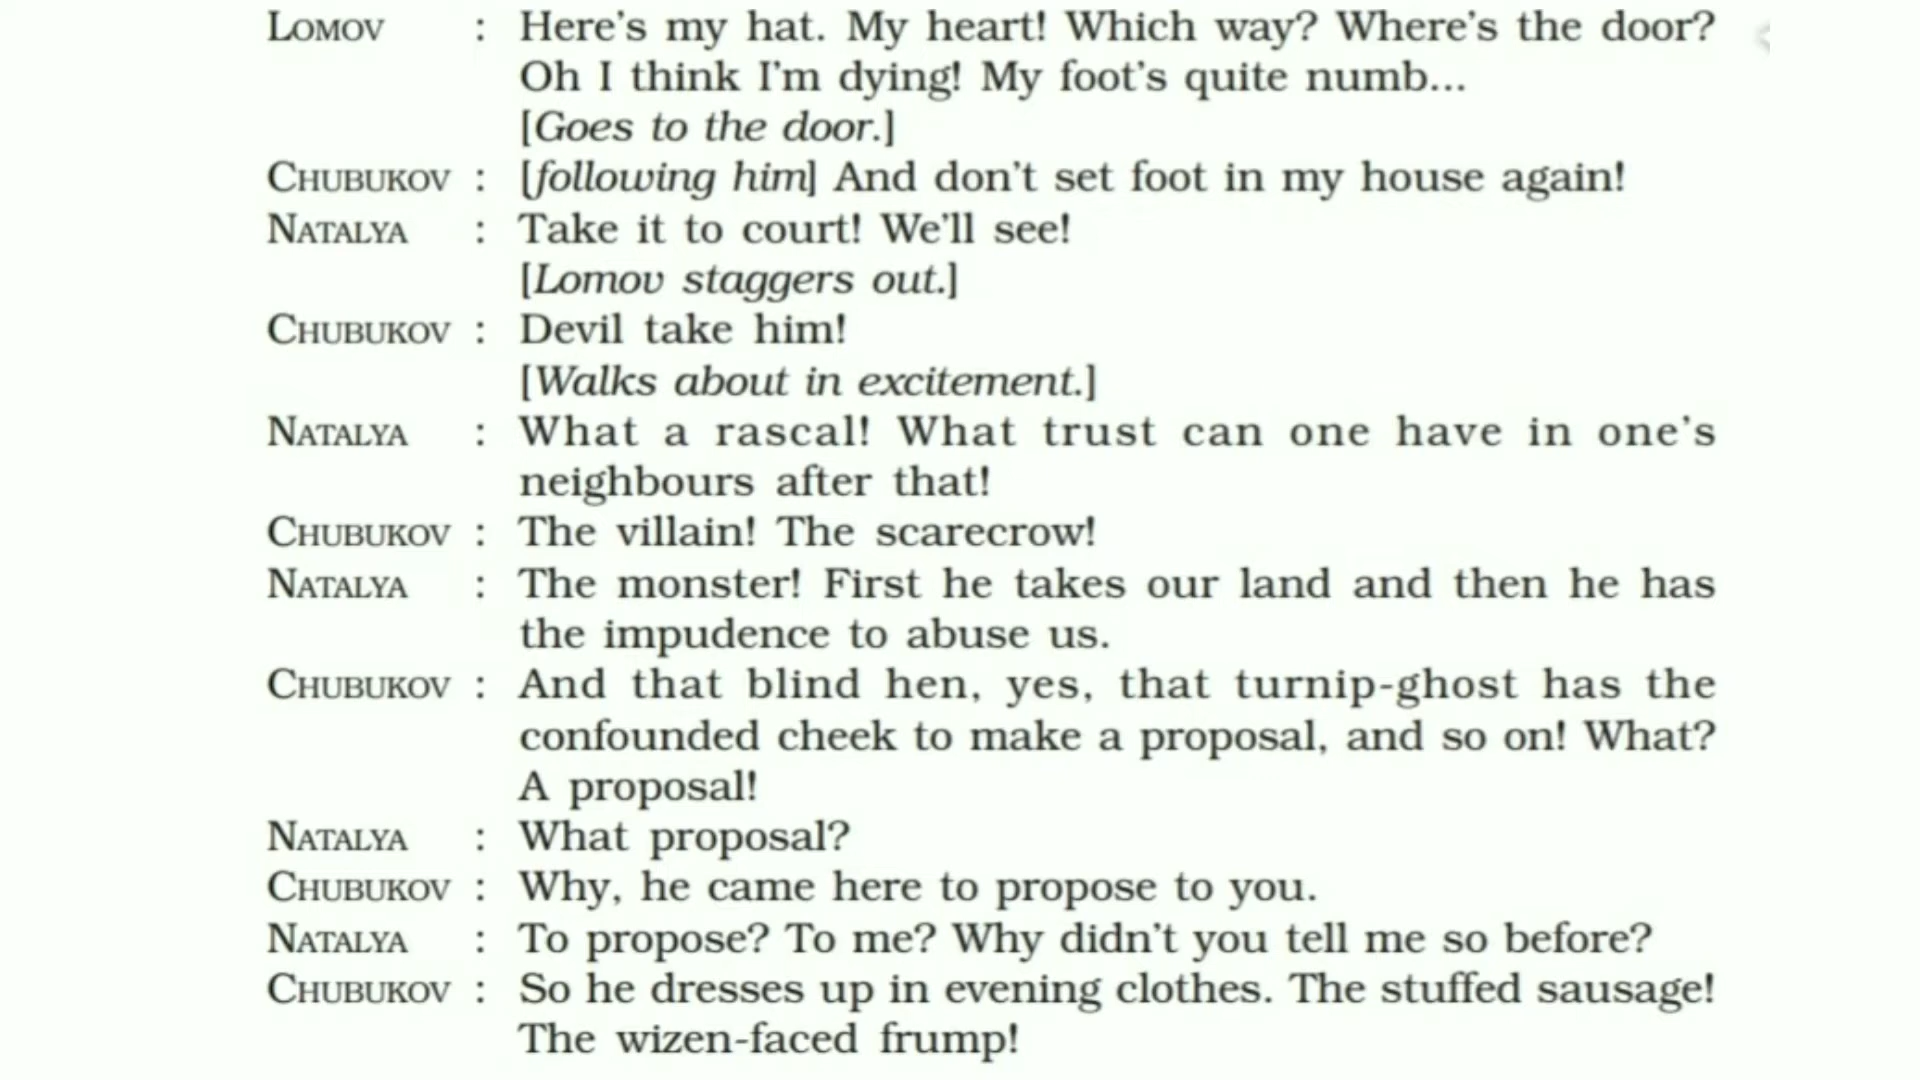 LOMOV : Here's my hat. My heart! Which way? Where's the door?
Oh I think I'm dying! My foot's quite numb...
[Goes to the door.]
CHUBUKOV : [following him] And don't set foot in my house again!
NATALYA : Take it to court! We'll see!
[Lomov staggers out.]
CHUBUKOV : Devil take him!
[Walks about in excitement.]
NATALYA : What a rascal! What trust can one have in one's
neighbours after that!
CHUBUKOV : The villain! The scarecrow!
NATALYA : The monster! First he takes our land and then he has
the impudence to abuse us.
CHUBUKOV : And that blind hen, yes, that turnip-ghost has the
confounded cheek to make a proposal, and so on! What?
A proposal!
NATALYA : What proposal?
CHUBUKOV : Why, he came here to propose to you.
NATALYA : To propose? To me? Why didn't you tell me so before?
CHUBUKOV : So he dresses up in evening clothes. The stuffed sausage!
The wizen-faced frump!